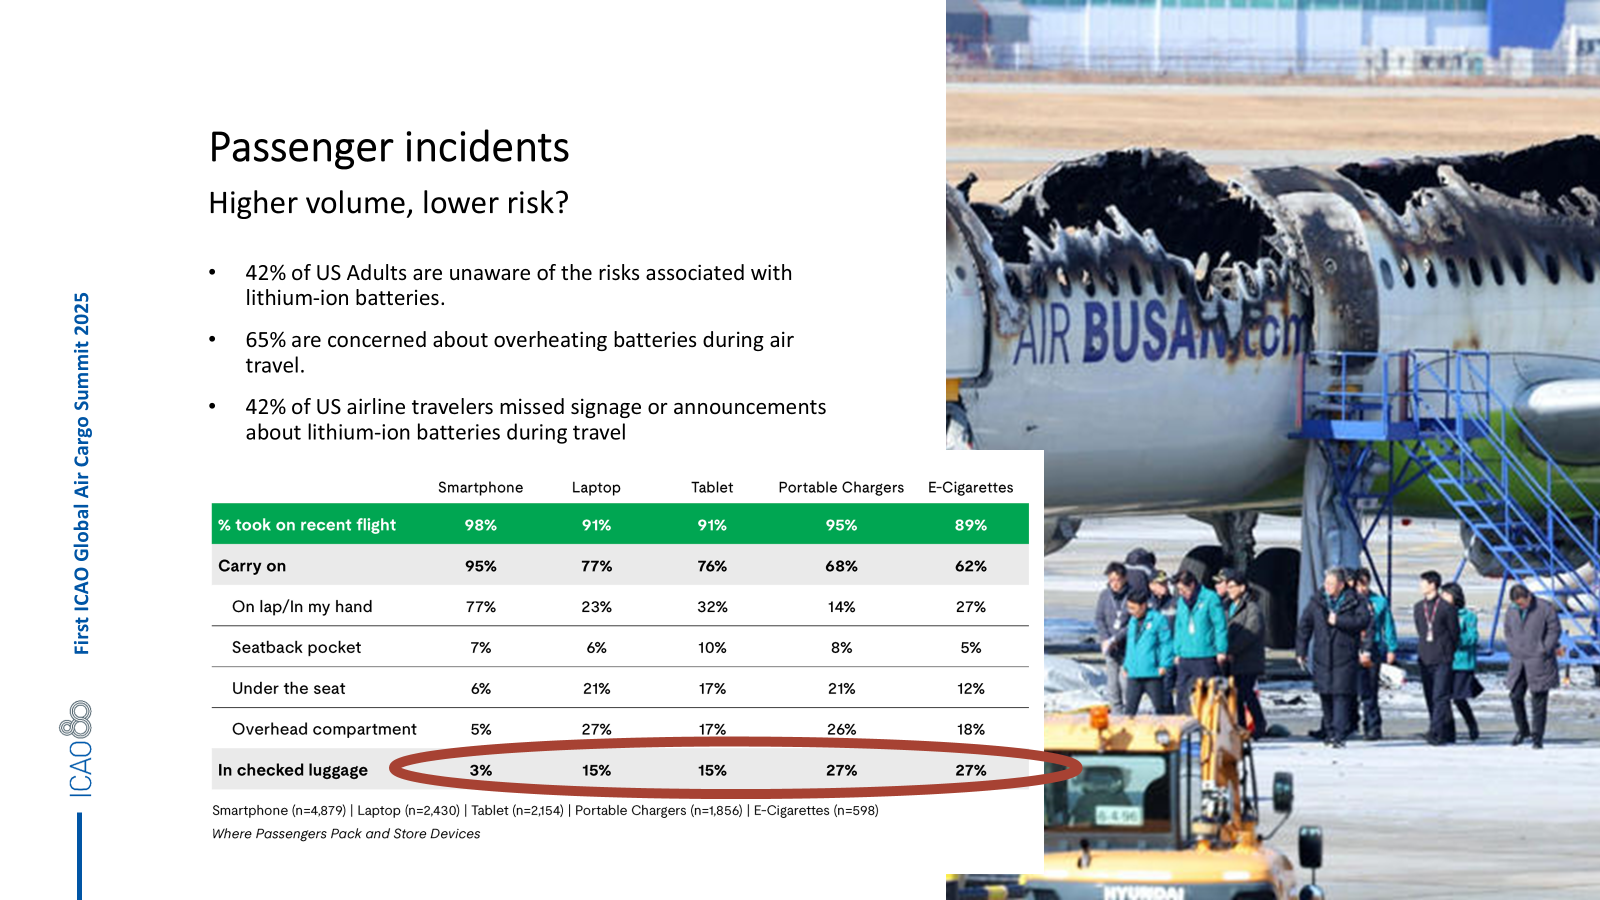 Passenger incidents
Higher volume, lower risk?
• 42% of US Adults are unaware of the risks associated with
lithium-ion batteries.
• 65% are concerned about overheating batteries during air
travel.
• 42% of US airline travelers missed signage or announcements
about lithium-ion batteries during travel
Smartphone Laptop Tablet Portable Chargers E-Cigarettes
% took on recent flight 98% 91% 91% 95% 89%
Carry on 95% 77% 76% 68% 62%
On lap/In my hand 77% 23% 32% 14% 27%
Seatback pocket 7% 6% 10% 8% 5%
Under the seat 6% 21% 17% 21% 12%
Overhead compartment 5% 27% 17% 26% 18%
In checked luggage 3% 15% 15% 27% 27%
Smartphone (n=4,879) | Laptop (n=2,430) | Tablet (n=2,154) | Portable Chargers (n=1,856) | E-Cigarettes (n=598)
Where Passengers Pack and Store Devices
First ICAO Global Air Cargo Summit 2025
ICAO80
AIR BUSAN.com
HYUNDAI